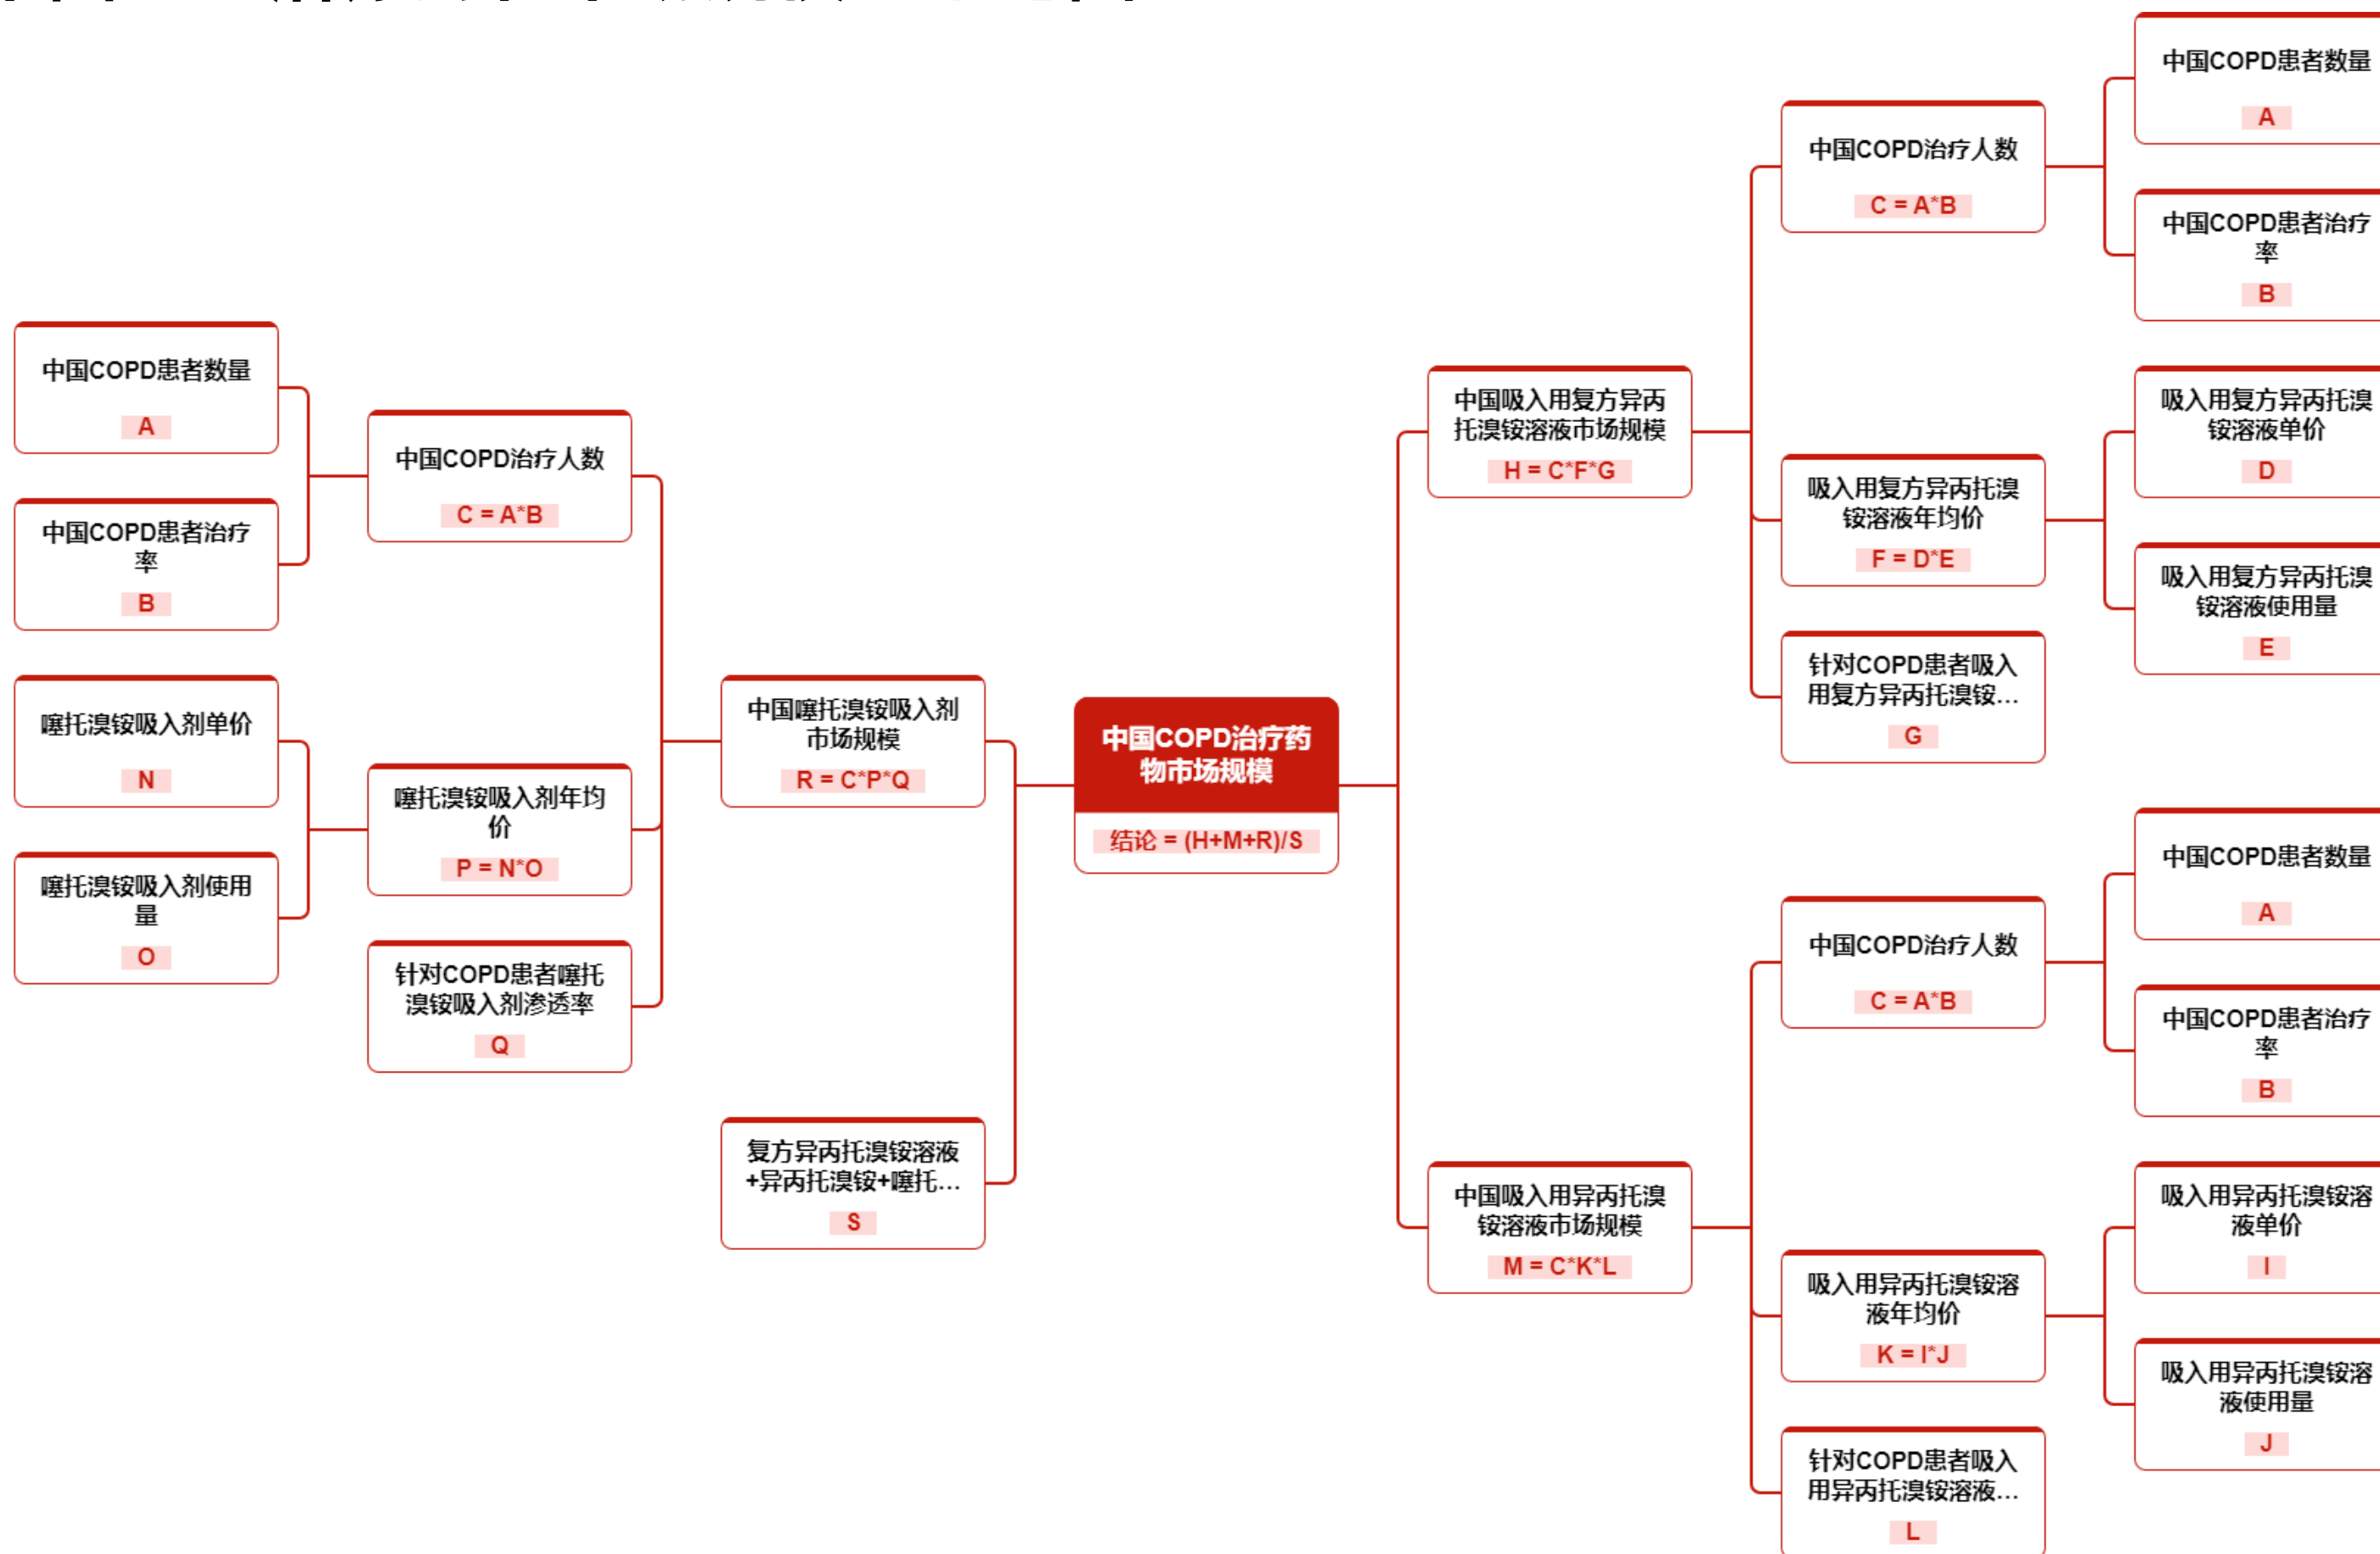 中国COPD患者数量
A
中国COPD患者治疗
率
B
中国COPD治疗人数
C = A*B
噻托溴铵吸入剂单价
N
噻托溴铵吸入剂使用
量
O
噻托溴铵吸入剂年均
价
P = N*O
针对COPD患者噻托
溴铵吸入剂渗透率
Q
中国噻托溴铵吸入剂
市场规模
R = C*P*Q
复方异丙托溴铵溶液
+异丙托溴铵+噻托...
S
中国COPD治疗药
物市场规模
结论 = (H+M+R)/S
中国吸入用复方异丙
托溴铵溶液市场规模
H = C*F*G
中国COPD治疗人数
C = A*B
中国COPD患者数量
A
中国COPD患者治疗
率
B
吸入用复方异丙托溴
铵溶液年均价
F = D*E
吸入用复方异丙托溴
铵溶液单价
D
吸入用复方异丙托溴
铵溶液使用量
E
针对COPD患者吸入
用复方异丙托溴铵...
G
中国吸入用异丙托溴
铵溶液市场规模
M = C*K*L
中国COPD治疗人数
C = A*B
中国COPD患者数量
A
中国COPD患者治疗
率
B
吸入用异丙托溴铵溶
液年均价
K = I*J
吸入用异丙托溴铵溶
液单价
I
吸入用异丙托溴铵溶
液使用量
J
针对COPD患者吸入
用异丙托溴铵溶液...
L